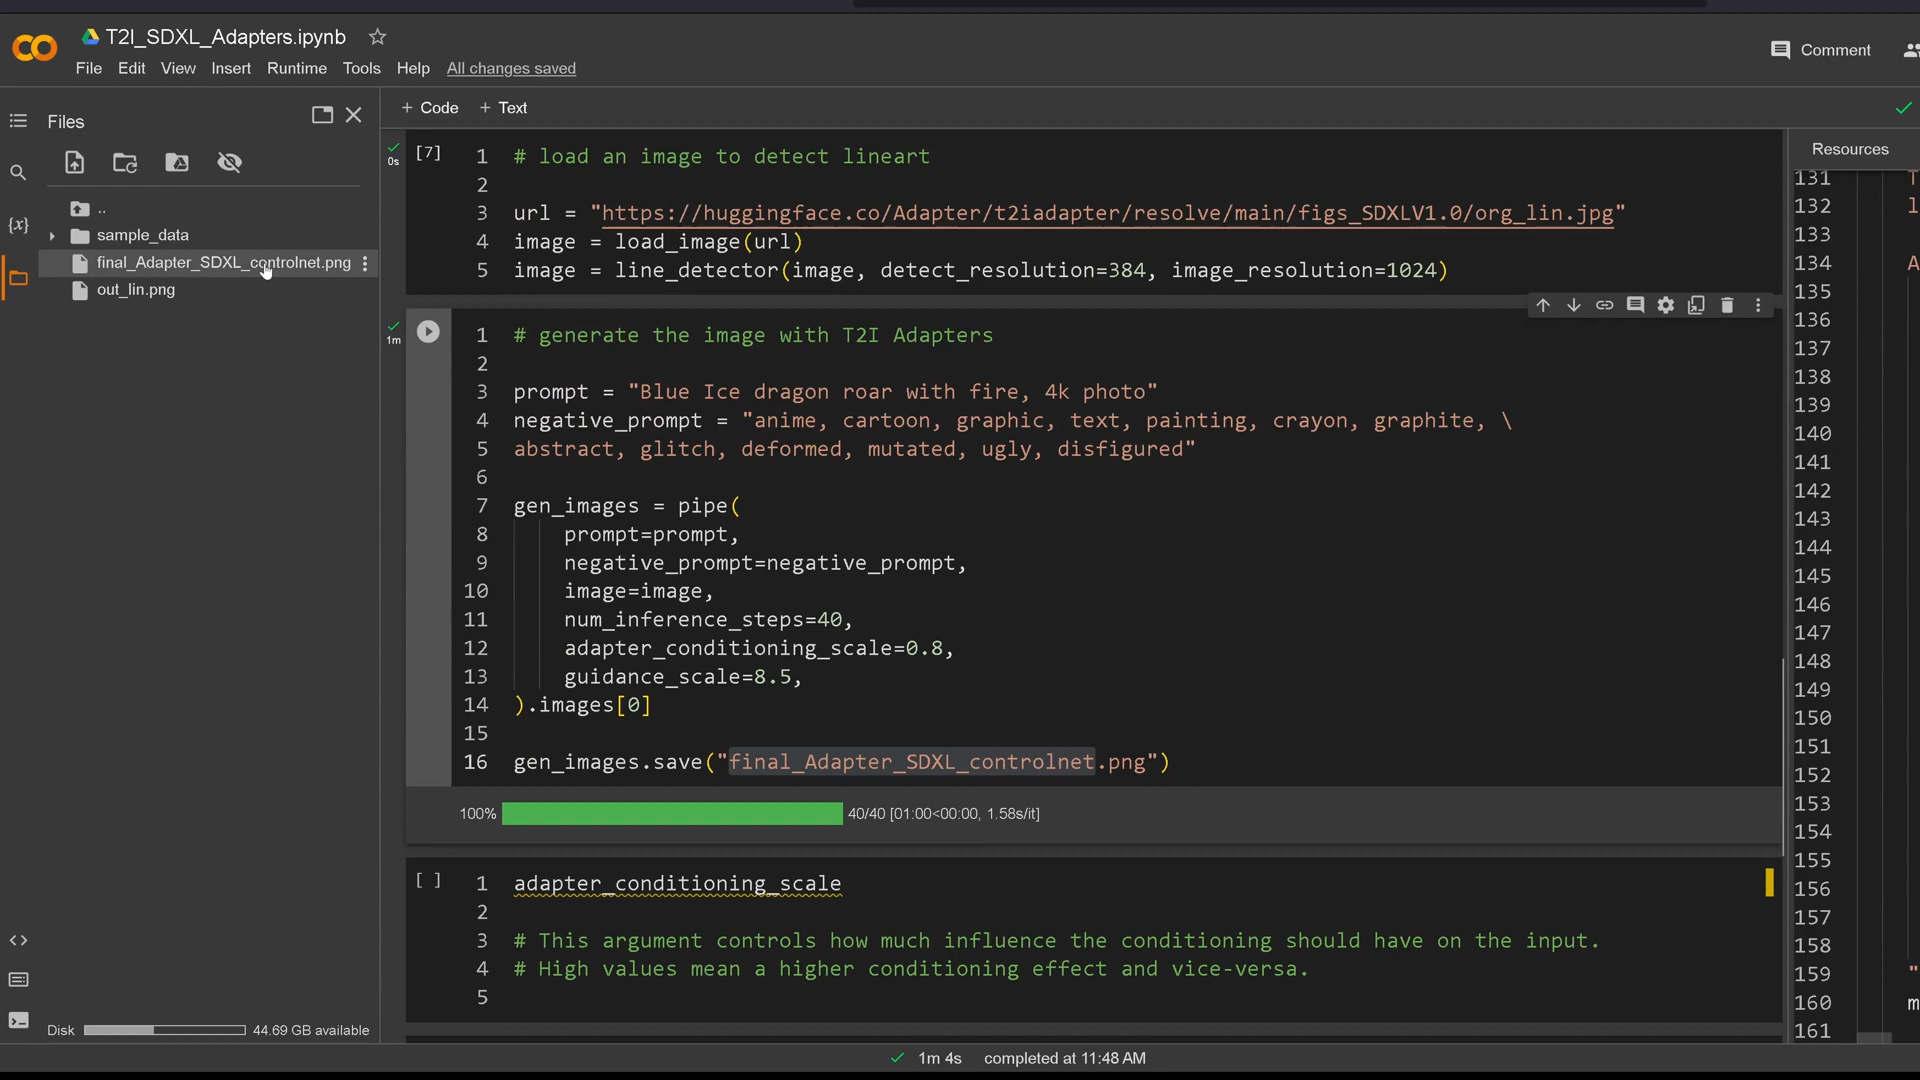 T2I_SDXL_Adapters.ipynb
File Edit View Insert Runtime Tools Help All changes saved
Comment
Files
+ Code + Text
..
sample_data
final_Adapter_SDXL_controlnet.png
out_lin.png
Disk 44.69 GB available
0s
[7]
1 # load an image to detect lineart
2
3 url = "https://huggingface.co/Adapter/t2iadapter/resolve/main/figs_SDXLV1.0/org_lin.jpg"
4 image = load_image(url)
5 image = line_detector(image, detect_resolution=384, image_resolution=1024)
1m
1 # generate the image with T2I Adapters
2
3 prompt = "Blue Ice dragon roar with fire, 4k photo"
4 negative_prompt = "anime, cartoon, graphic, text, painting, crayon, graphite, \
5 abstract, glitch, deformed, mutated, ugly, disfigured"
6
7 gen_images = pipe(
8 prompt=prompt,
9 negative_prompt=negative_prompt,
10 image=image,
11 num_inference_steps=40,
12 adapter_conditioning_scale=0.8,
13 guidance_scale=8.5,
14 ).images[0]
15
16 gen_images.save("final_Adapter_SDXL_controlnet.png")
100% 40/40 [01:00<00:00, 1.58s/it]
[ ]
1 adapter_conditioning_scale
2
3 # This argument controls how much influence the conditioning should have on the input.
4 # High values mean a higher conditioning effect and vice-versa.
5
Resources
131 T
132 l
133
134 A
135
136
137
138
139
140
141
142
143
144
145
146
147
148
149
150
151
152
153
154
155
156
157
158
159 "
160 m
161
1m 4s completed at 11:48 AM